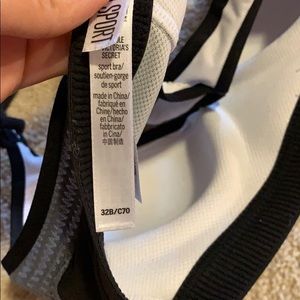 SPORT
VICTORIA'S
SECRET
sport bra/
soutien-gorge
de sport
made in China/
fabriqué en
Chine/hecho
en China/
fabbricato
in Cina/
中国制造
32B/C70